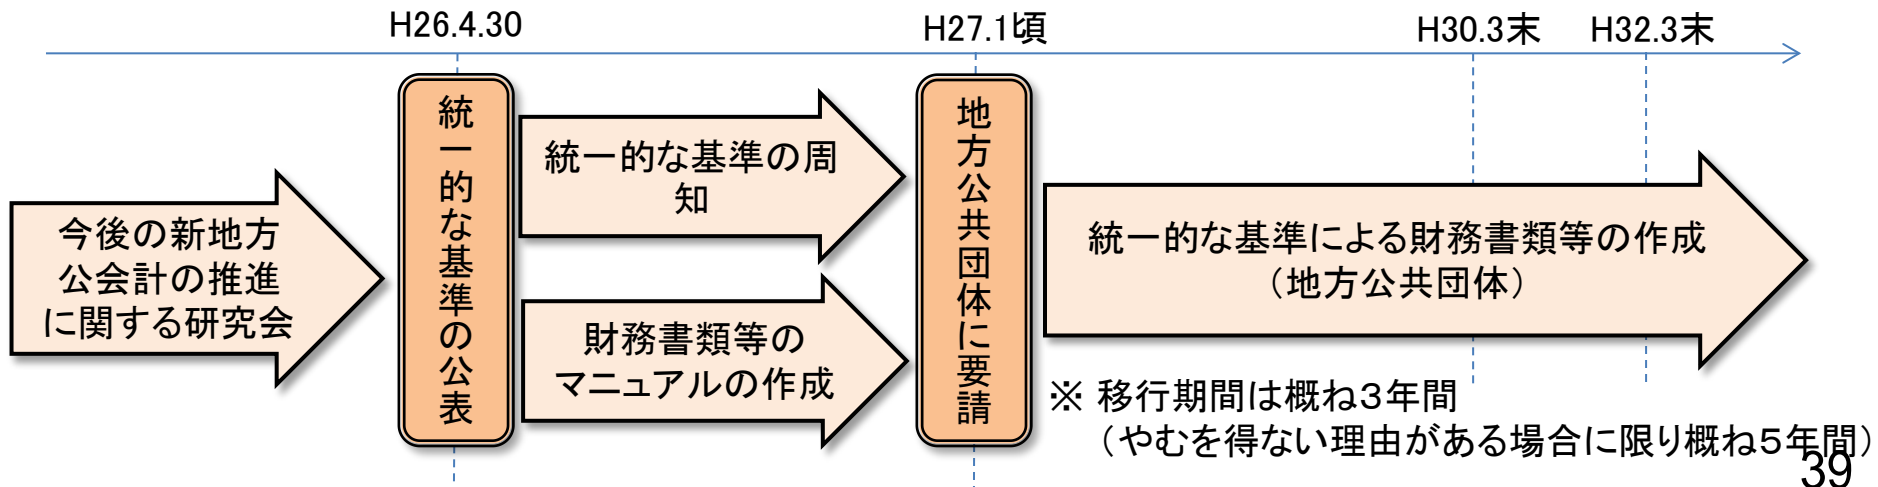 H26.4.30
H27.1頃
H30.3末
H32.3末
今後の新地方
公会計の推進
に関する研究会
統一的な基準の公表
統一的な基準の周
知
財務書類等の
マニュアルの作成
地方公共団体に要請
統一的な基準による財務書類等の作成
（地方公共団体）
※ 移行期間は概ね３年間
（やむを得ない理由がある場合に限り概ね５年間）
39